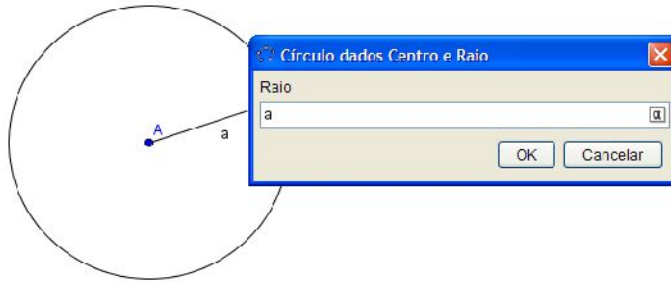 A
a
Círculo dados Centro e Raio
Raio
a
α
OK
Cancelar